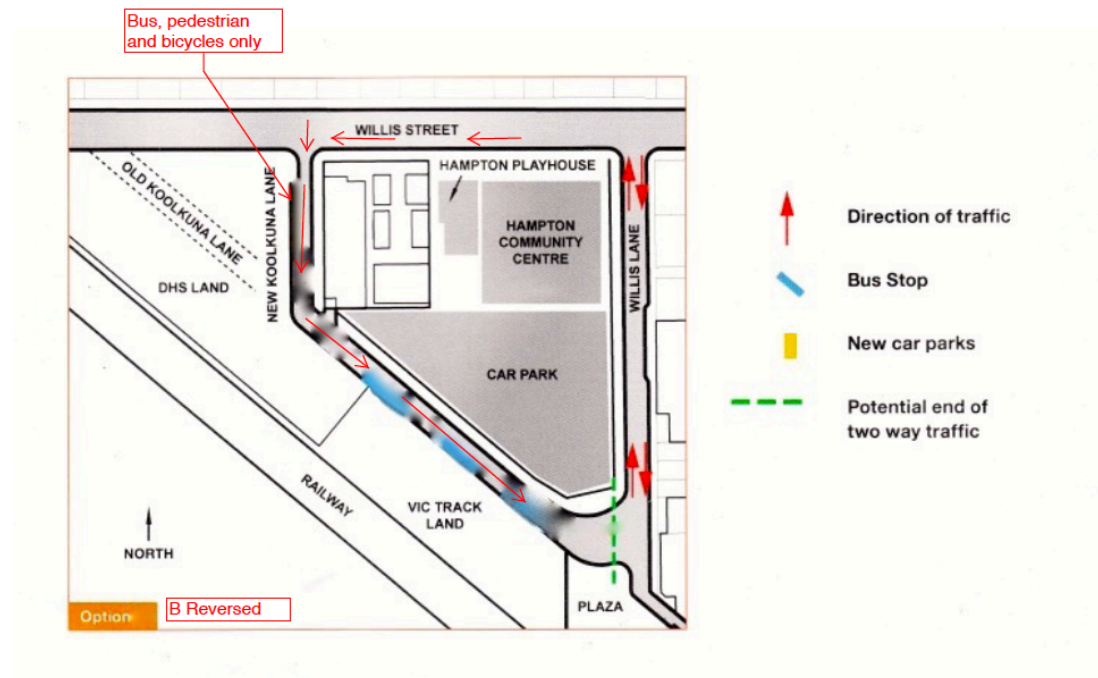 Bus, pedestrian
and bicycles only
WILLIS STREET
HAMPTON PLAYHOUSE
OLD KOOLKUNA LANE
NEW KOOLKUNA LANE
HAMPTON
COMMUNITY
CENTRE
WILLIS LANE
DHS LAND
CAR PARK
RAILWAY
VIC TRACK
LAND
NORTH
PLAZA
Option
B Reversed
Direction of traffic
Bus Stop
New car parks
Potential end of
two way traffic